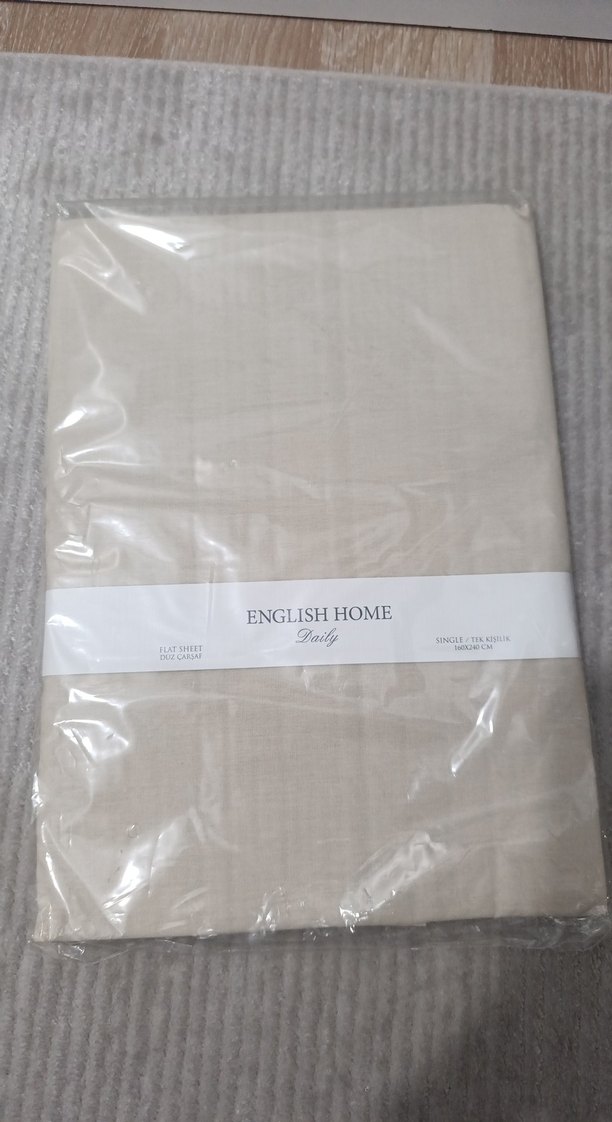 ENGLISH HOME
Daily
FLAT SHEET
DÜZ ÇARŞAF
SINGLE / TEK KİŞİLİK
160X240 CM